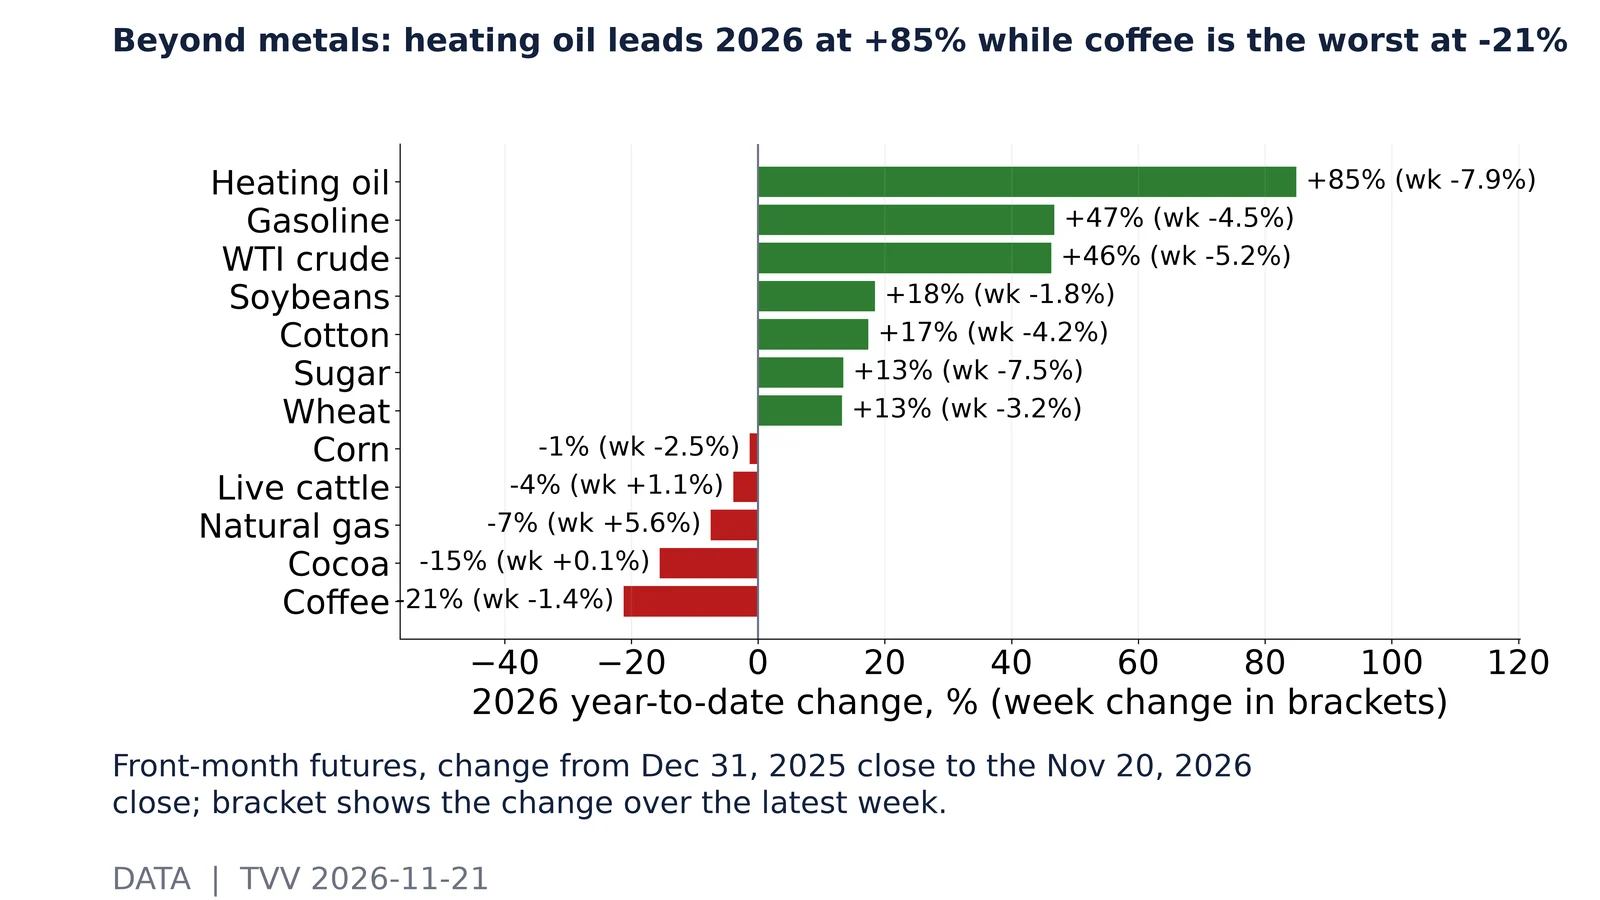 Beyond metals: heating oil leads 2026 at +85% while coffee is the worst at -21%
Heating oil +85% (wk -7.9%)
Gasoline +47% (wk -4.5%)
WTI crude +46% (wk -5.2%)
Soybeans +18% (wk -1.8%)
Cotton +17% (wk -4.2%)
Sugar +13% (wk -7.5%)
Wheat +13% (wk -3.2%)
Corn -1% (wk -2.5%)
Live cattle -4% (wk +1.1%)
Natural gas -7% (wk +5.6%)
Cocoa -15% (wk +0.1%)
Coffee -21% (wk -1.4%)
−40 −20 0 20 40 60 80 100 120
2026 year-to-date change, % (week change in brackets)
Front-month futures, change from Dec 31, 2025 close to the Nov 20, 2026
close; bracket shows the change over the latest week.
DATA | TVV 2026-11-21